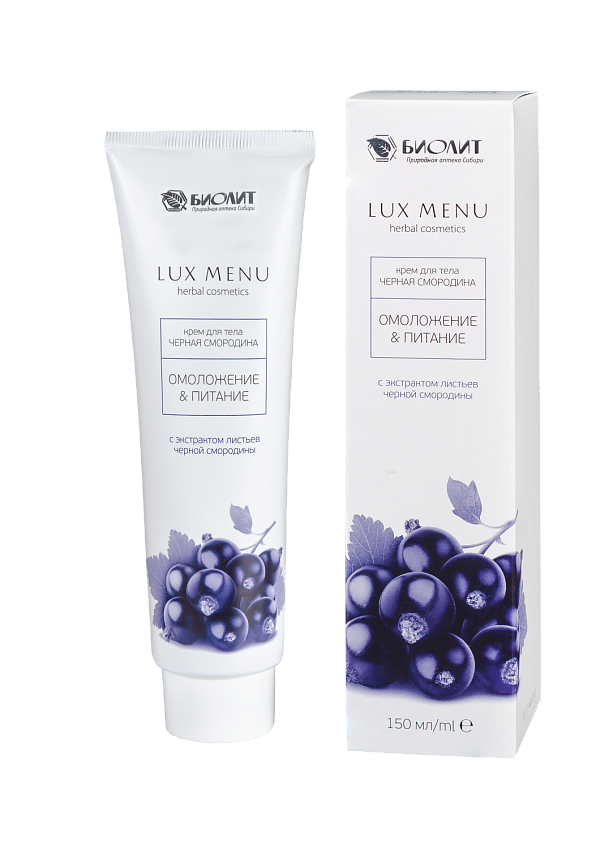 БИОЛИТ
Природная аптека Сибири
LUX MENU
herbal cosmetics
крем для тела
ЧЕРНАЯ СМОРОДИНА
ОМОЛОЖЕНИЕ
& ПИТАНИЕ
с экстрактом листьев
черной смородины
БИОЛИТ
Природная аптека Сибири
LUX MENU
herbal cosmetics
крем для тела
ЧЕРНАЯ СМОРОДИНА
ОМОЛОЖЕНИЕ
& ПИТАНИЕ
с экстрактом листьев
черной смородины
150 мл/ml ℮